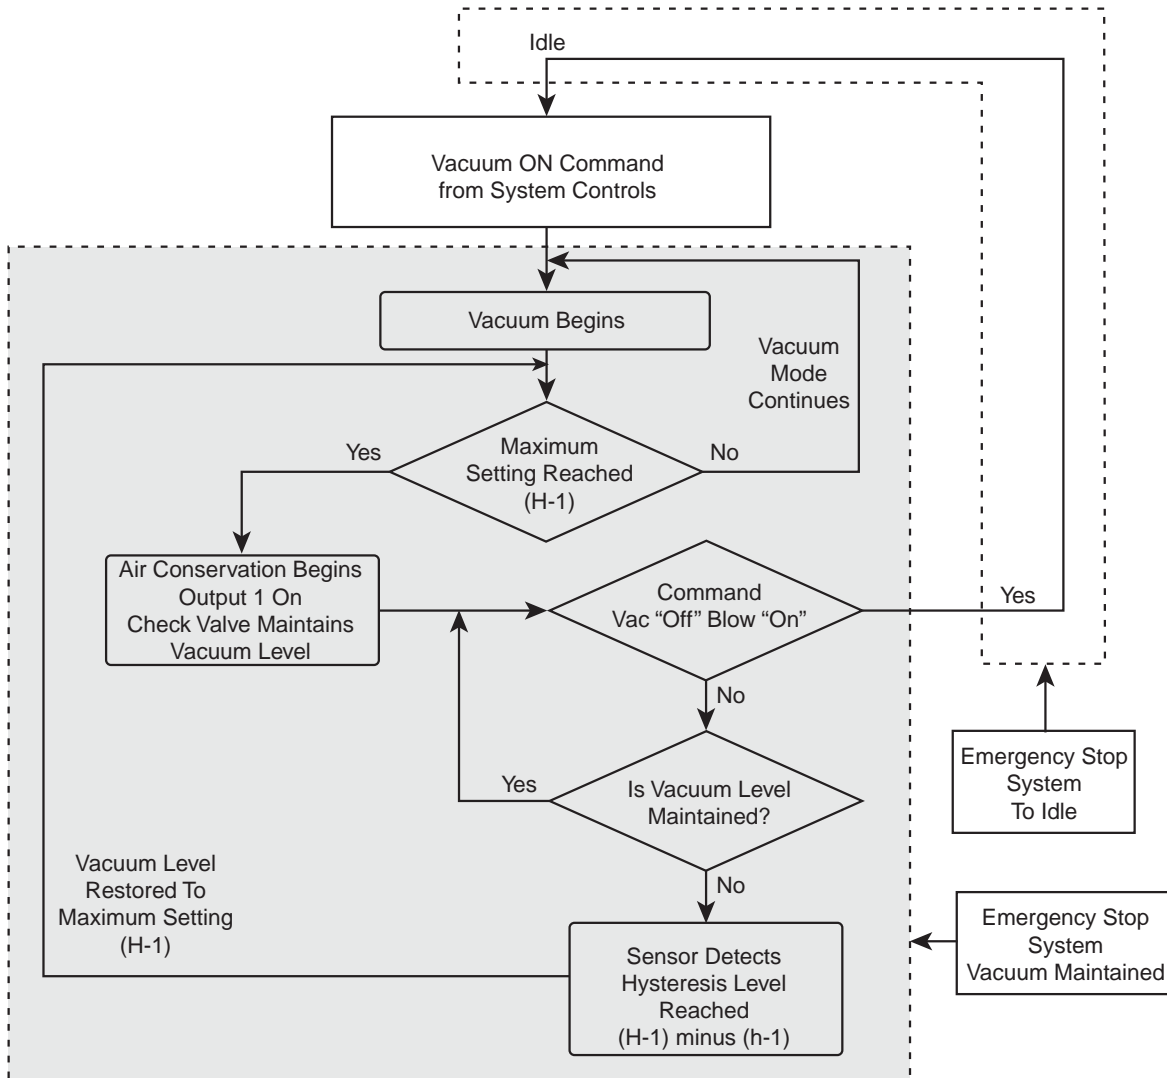 Idle
Vacuum ON Command
from System Controls
Vacuum Begins
Vacuum
Mode
Continues
Yes
Maximum
Setting Reached
(H-1)
No
Air Conservation Begins
Output 1 On
Check Valve Maintains
Vacuum Level
Command
Vac “Off” Blow “On”
Yes
No
Emergency Stop
System
To Idle
Yes
Is Vacuum Level
Maintained?
No
Vacuum Level
Restored To
Maximum Setting
(H-1)
Sensor Detects
Hysteresis Level
Reached
(H-1) minus (h-1)
Emergency Stop
System
Vacuum Maintained